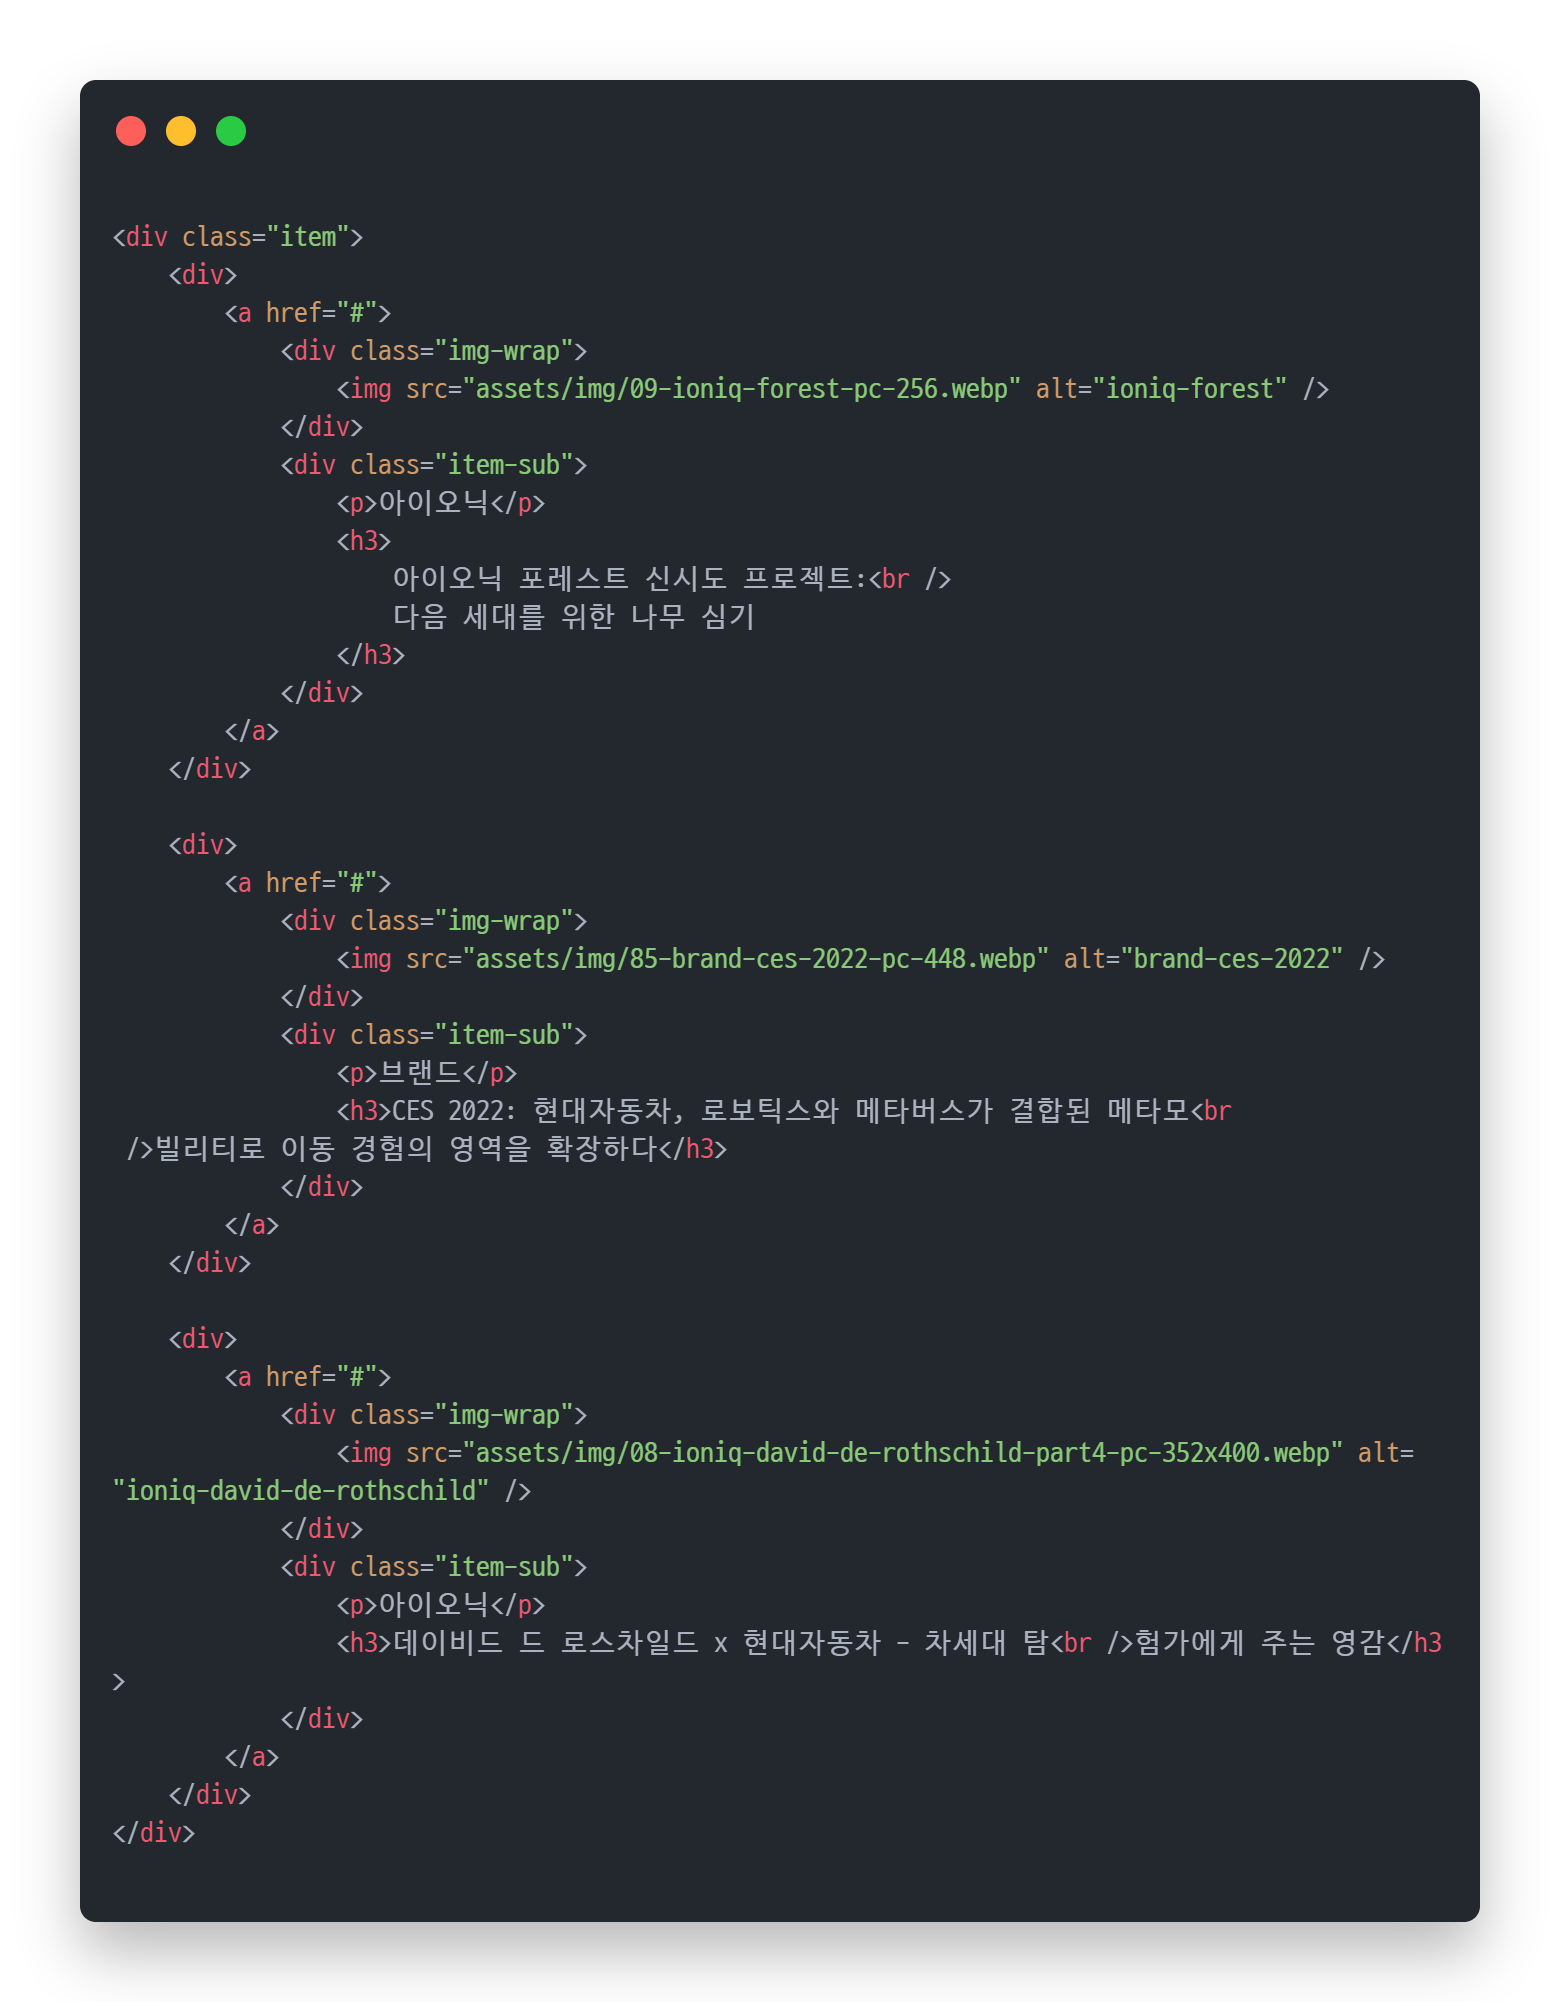 <div class="item">
    <div>
        <a href="#">
            <div class="img-wrap">
                <img src="assets/img/09-ioniq-forest-pc-256.webp" alt="ioniq-forest" />
            </div>
            <div class="item-sub">
                <p>아이오닉</p>
                <h3>
                    아이오닉 포레스트 신시도 프로젝트:<br />
                    다음 세대를 위한 나무 심기
                </h3>
            </div>
        </a>
    </div>

    <div>
        <a href="#">
            <div class="img-wrap">
                <img src="assets/img/85-brand-ces-2022-pc-448.webp" alt="brand-ces-2022" />
            </div>
            <div class="item-sub">
                <p>브랜드</p>
                <h3>CES 2022: 현대자동차, 로보틱스와 메타버스가 결합된 메타모<br
 />빌리티로 이동 경험의 영역을 확장하다</h3>
            </div>
        </a>
    </div>

    <div>
        <a href="#">
            <div class="img-wrap">
                <img src="assets/img/08-ioniq-david-de-rothschild-part4-pc-352x400.webp" alt=
"ioniq-david-de-rothschild" />
            </div>
            <div class="item-sub">
                <p>아이오닉</p>
                <h3>데이비드 드 로스차일드 x 현대자동차 - 차세대 탐<br />험가에게 주는 영감</h3
>
            </div>
        </a>
    </div>
</div>